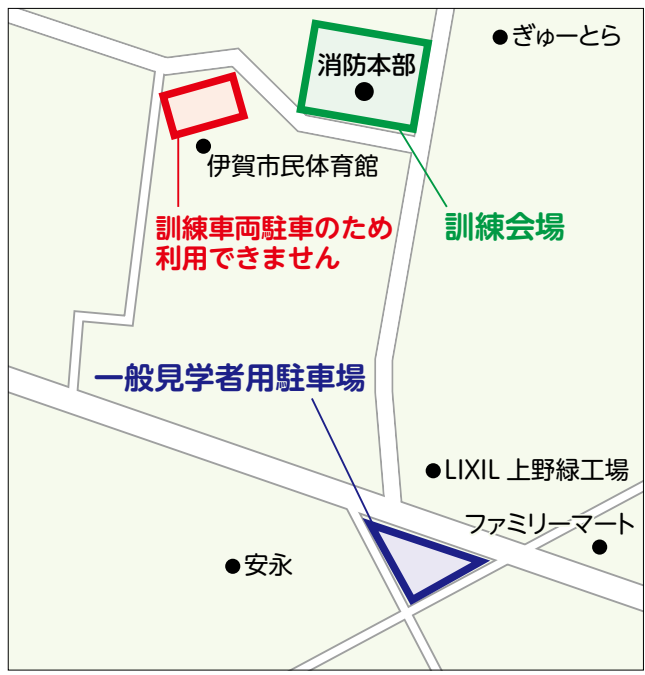 ぎゅーとら
消防本部
伊賀市民体育館
訓練車両駐車のため
利用できません
訓練会場
一般見学者用駐車場
LIXIL 上野緑工場
ファミリーマート
安永